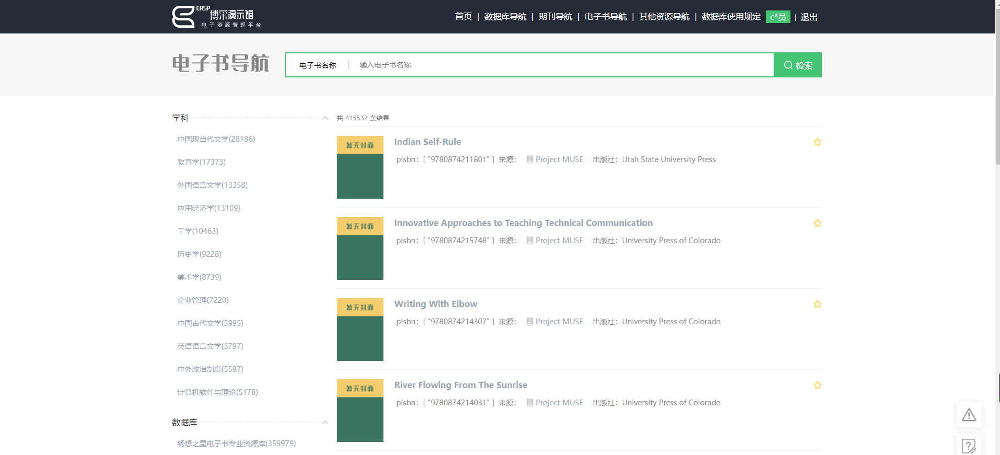 ERSP 博采演示馆
电子资源管理平台
首页 | 数据库导航 | 期刊导航 | 电子书导航 | 其他资源导航 | 数据库使用规定 c*员 | 退出
电子书导航
电子书名称 | 输入电子书名称
检索
学科
中国现当代文学(28186)
教育学(17373)
外国语言文学(13358)
应用经济学(13109)
工学(10463)
历史学(9228)
美术学(8739)
企业管理(7220)
中国古代文学(5995)
英语语言文学(5797)
中外政治制度(5597)
计算机软件与理论(5178)
数据库
畅想之星电子书专业资源库(359979)
共 415532 条结果
暂无封面
Indian Self-Rule
pisbn：[ "9780874211801" ] 来源： Project MUSE 出版社：Utah State University Press
暂无封面
Innovative Approaches to Teaching Technical Communication
pisbn：[ "9780874215748" ] 来源： Project MUSE 出版社：University Press of Colorado
暂无封面
Writing With Elbow
pisbn：[ "9780874214307" ] 来源： Project MUSE 出版社：University Press of Colorado
暂无封面
River Flowing From The Sunrise
pisbn：[ "9780874214031" ] 来源： Project MUSE 出版社：University Press of Colorado